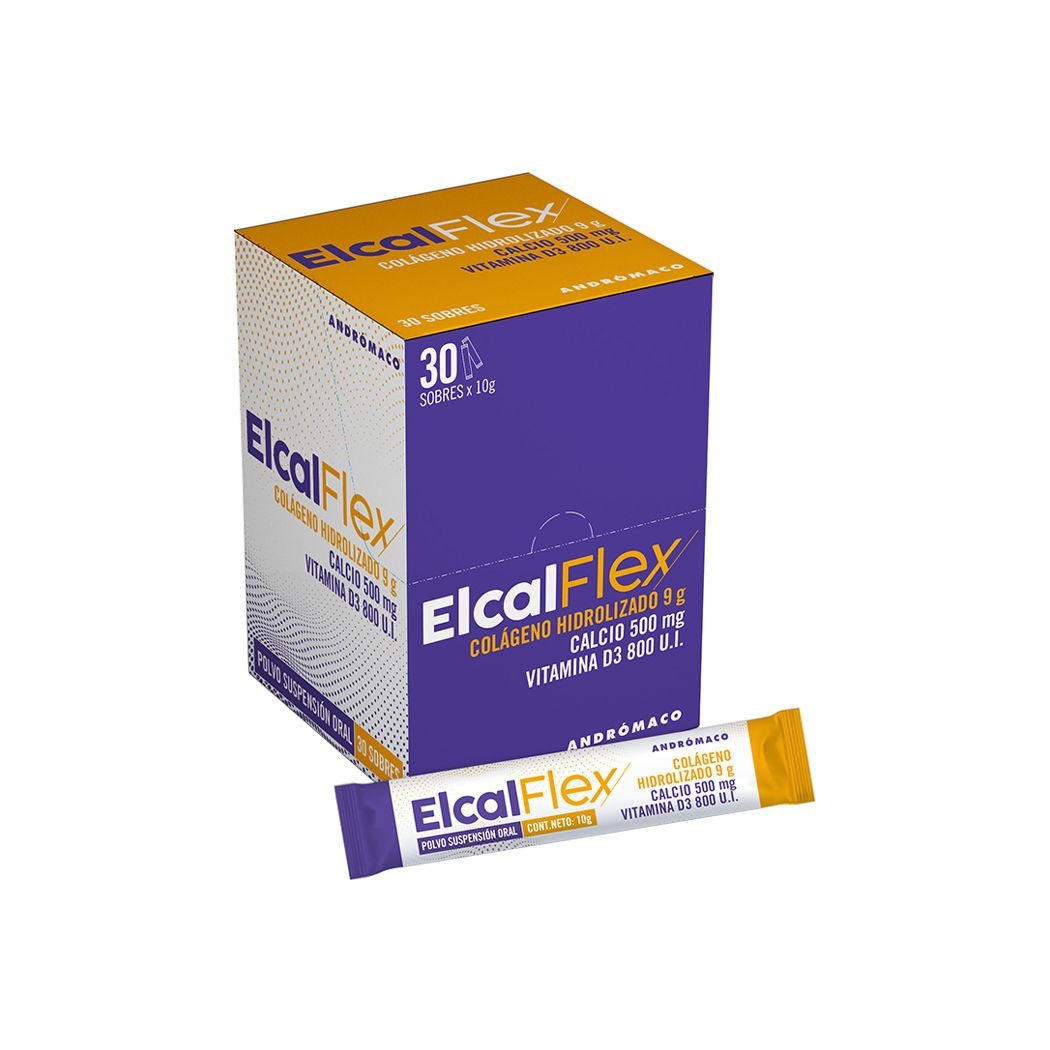 ElcalFlex
COLÁGENO HIDROLIZADO 9 g
CALCIO 500 mg
VITAMINA D3 800 U.I.
ANDRÓMACO
30 SOBRES
ANDRÓMACO
ElcalFlex
COLÁGENO HIDROLIZADO 9 g
CALCIO 500 mg
VITAMINA D3 800 U.I.
POLVO SUSPENSIÓN ORAL
30 SOBRES
30
SOBRES x 10g
ElcalFlex
COLÁGENO HIDROLIZADO 9 g
CALCIO 500 mg
VITAMINA D3 800 U.I.
ANDRÓMACO
ElcalFlex
POLVO SUSPENSIÓN ORAL
CONT.NETO: 10g
ANDRÓMACO
COLÁGENO
HIDROLIZADO 9 g
CALCIO 500 mg
VITAMINA D3 800 U.I.